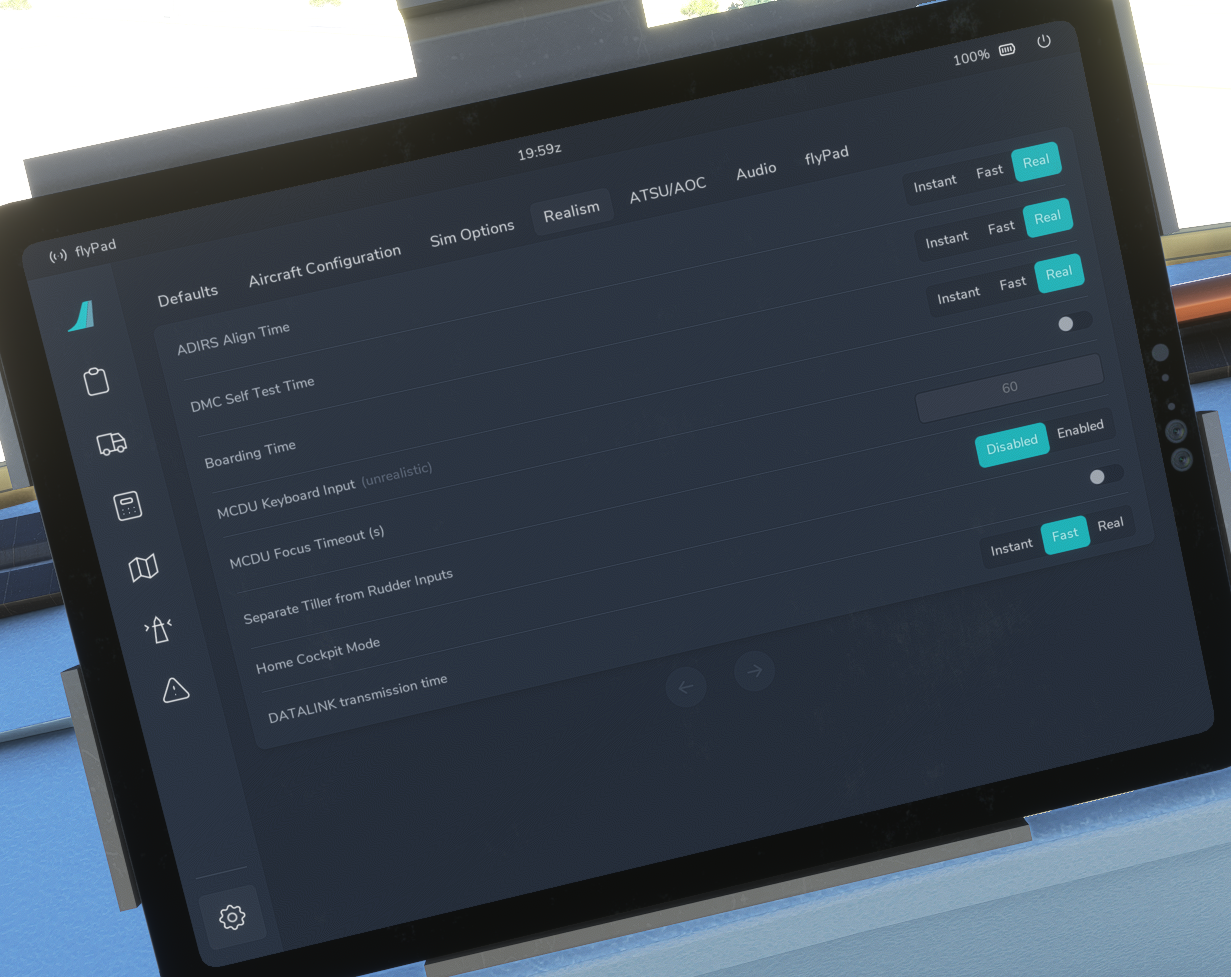 19:59z
100%
flyPad
Defaults Aircraft Configuration Sim Options Realism ATSU/AOC Audio flyPad
ADIRS Align Time Instant Fast Real
DMC Self Test Time Instant Fast Real
Boarding Time Instant Fast Real
MCDU Keyboard Input (unrealistic)
MCDU Focus Timeout (s) 60
Separate Tiller from Rudder Inputs Disabled Enabled
Home Cockpit Mode
DATALINK transmission time Instant Fast Real